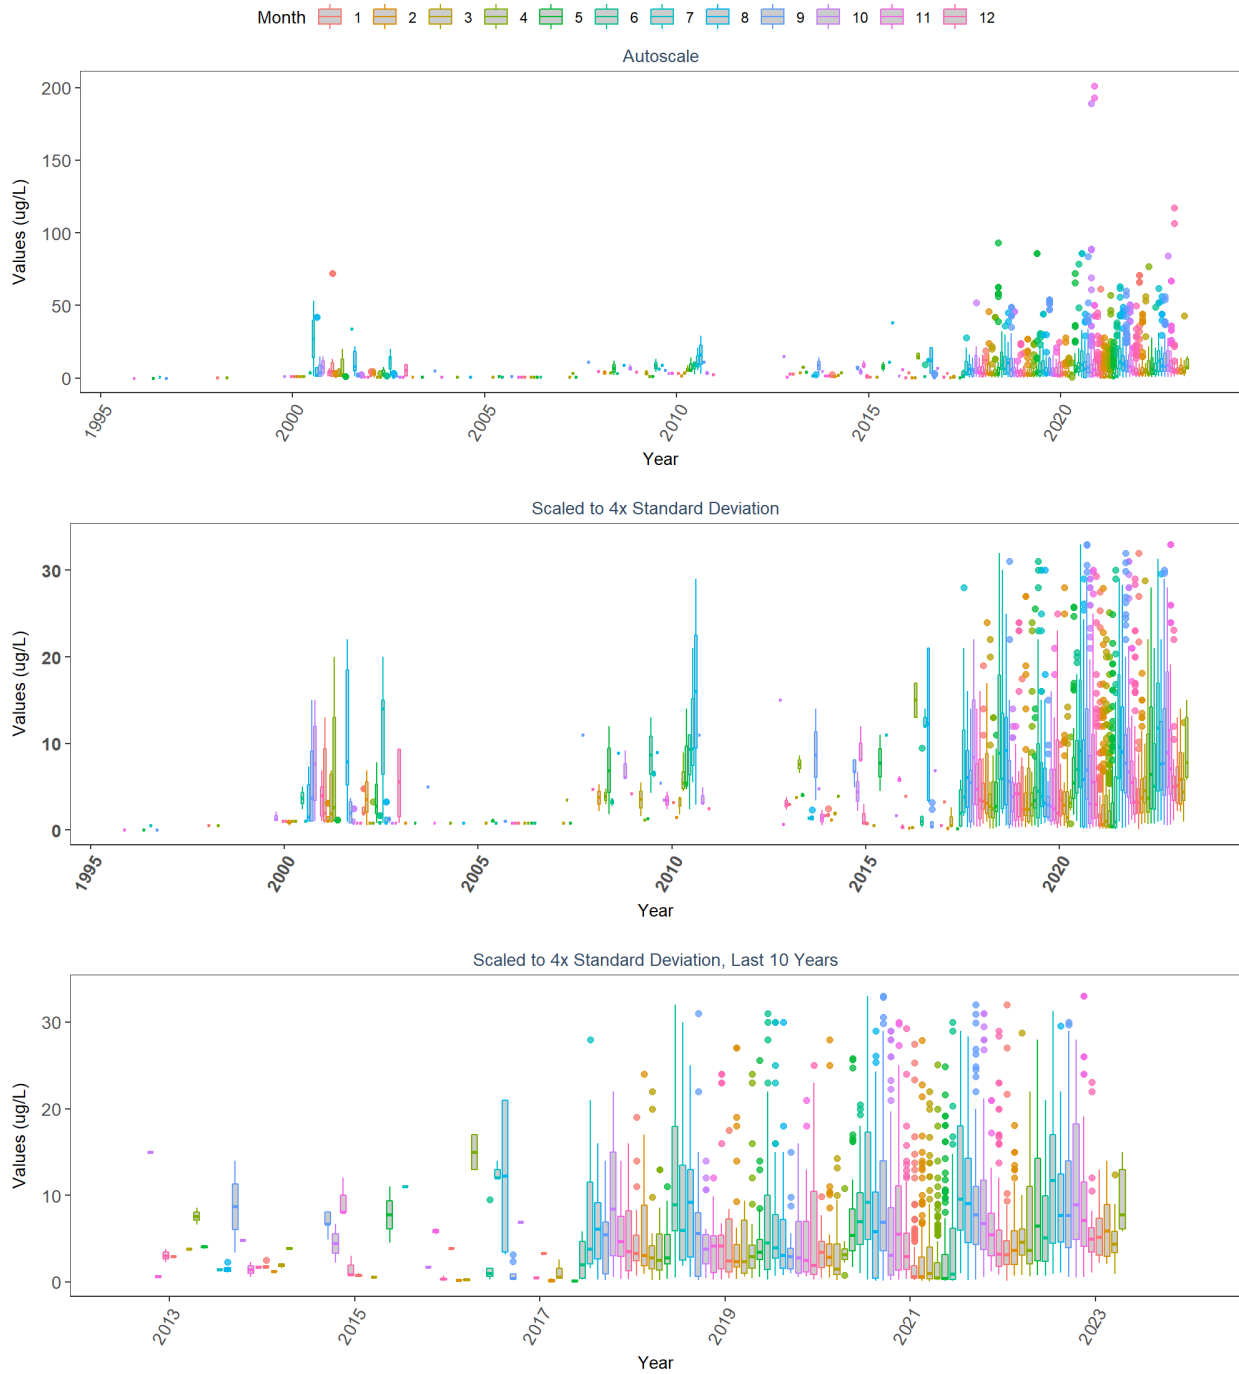 Month 1 2 3 4 5 6 7 8 9 10 11 12
Autoscale
200
150
100
50
0
Values (ug/L)
1995 2000 2005 2010 2015 2020
Year
Scaled to 4x Standard Deviation
30
20
10
0
Values (ug/L)
1995 2000 2005 2010 2015 2020
Year
Scaled to 4x Standard Deviation, Last 10 Years
30
20
10
0
Values (ug/L)
2013 2015 2017 2019 2021 2023
Year